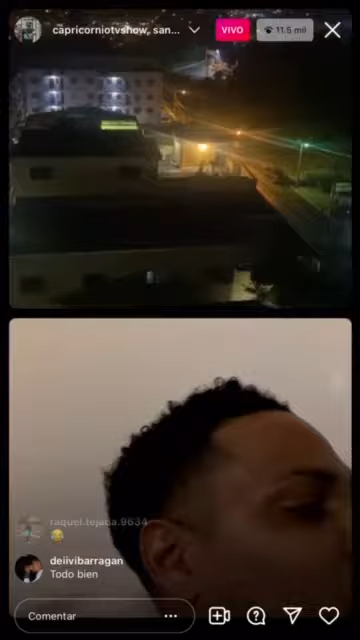 capricorniotvshow, san...
VIVO
11.5 mil
raquel.tejada.9634
😂
deiivibarragan
Todo bien
Comentar